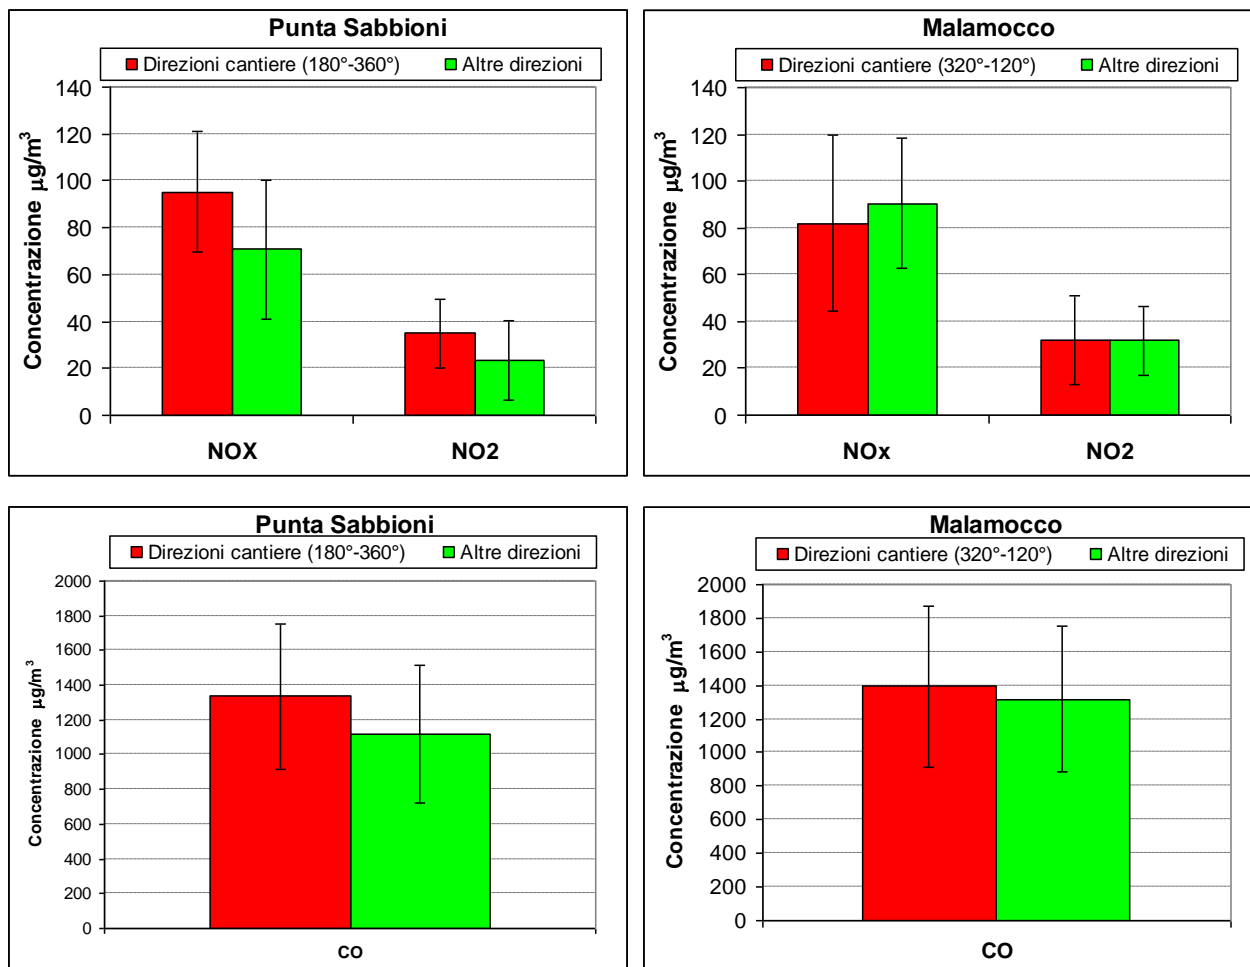 Punta Sabbioni
Direzioni cantiere (180°-360°) Altre direzioni
Concentrazione µg/m³
140
120
100
80
60
40
20
0
NOX NO2
Malamocco
Direzioni cantiere (320°-120°) Altre direzioni
Concentrazione µg/m³
140
120
100
80
60
40
20
0
NOx NO2
Punta Sabbioni
Direzioni cantiere (180°-360°) Altre direzioni
Concentrazione µg/m³
2000
1800
1600
1400
1200
1000
800
600
400
200
0
CO
Malamocco
Direzioni cantiere (320°-120°) Altre direzioni
Concentrazione µg/m³
2000
1800
1600
1400
1200
1000
800
600
400
200
0
CO